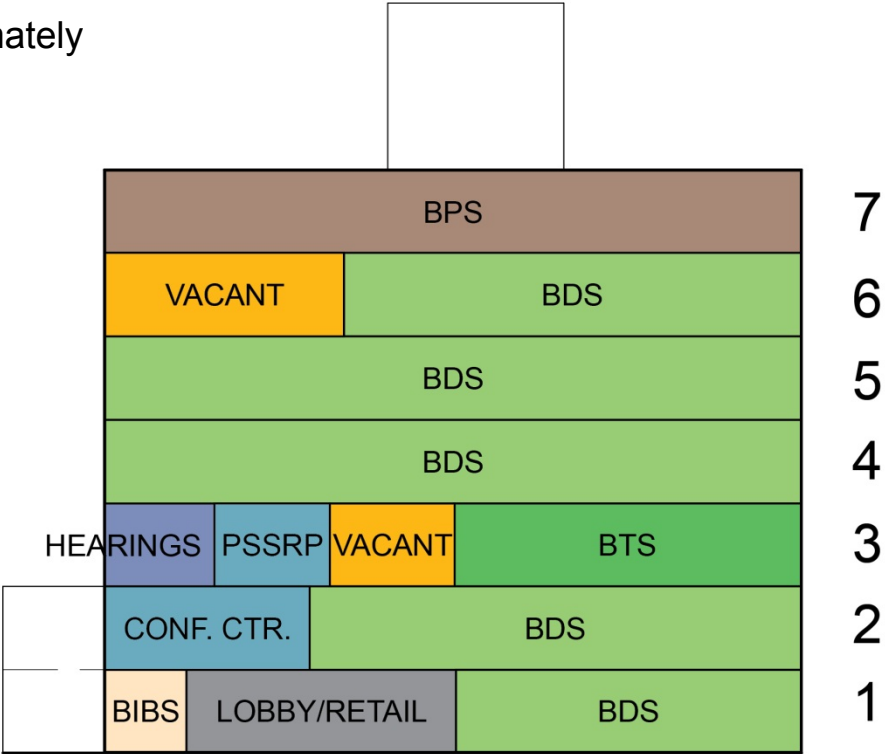 BPS 7
VACANT BDS 6
BDS 5
BDS 4
HEARINGS PSSRP VACANT BTS 3
CONF. CTR. BDS 2
BIBS LOBBY/RETAIL BDS 1